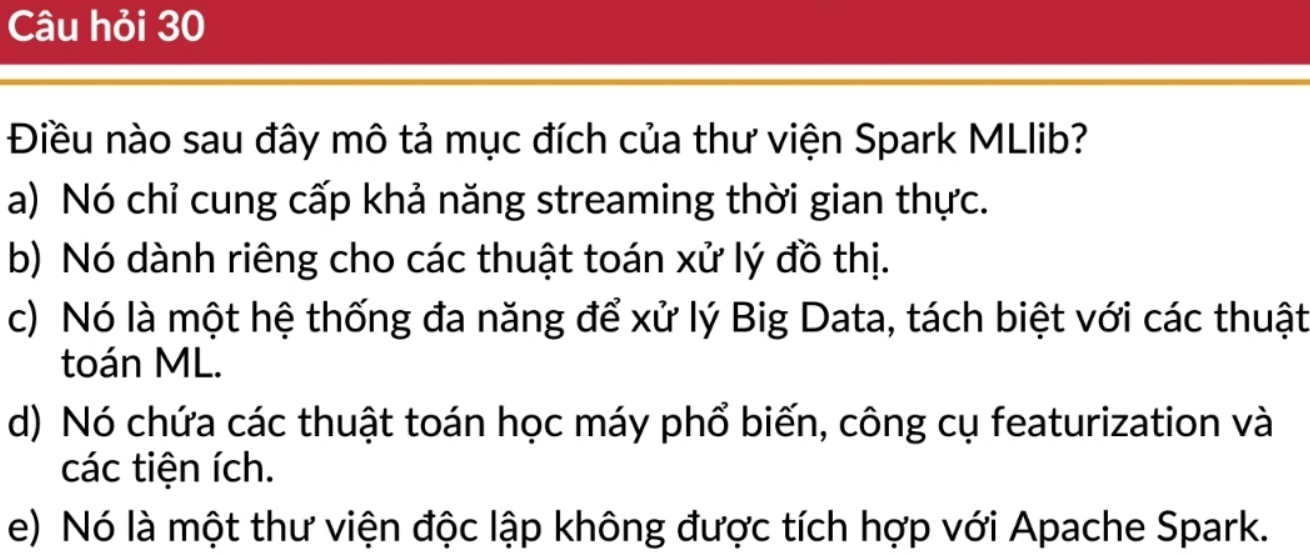 Câu hỏi 30
Điều nào sau đây mô tả mục đích của thư viện Spark MLlib?
a) Nó chỉ cung cấp khả năng streaming thời gian thực.
b) Nó dành riêng cho các thuật toán xử lý đồ thị.
c) Nó là một hệ thống đa năng để xử lý Big Data, tách biệt với các thuật
toán ML.
d) Nó chứa các thuật toán học máy phổ biến, công cụ featurization và
các tiện ích.
e) Nó là một thư viện độc lập không được tích hợp với Apache Spark.